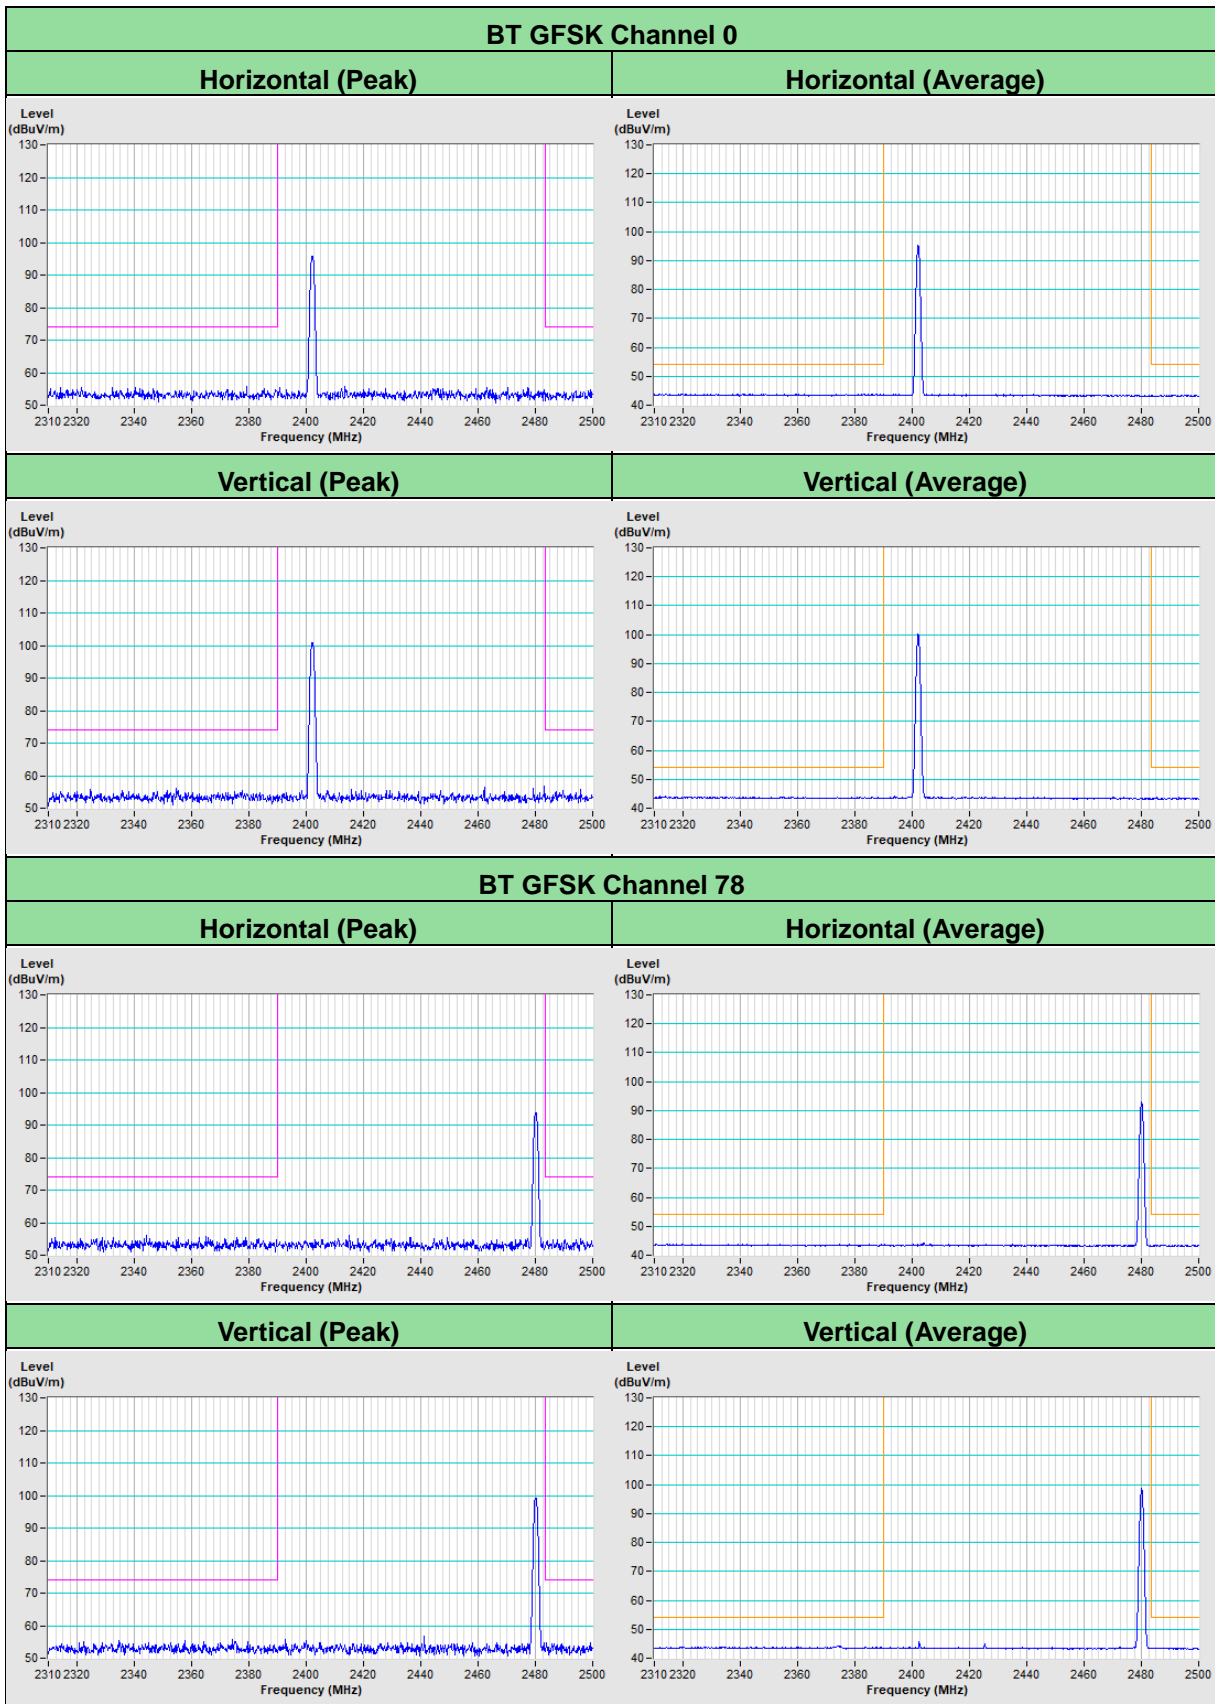 BT GFSK Channel 0
Horizontal (Peak) Horizontal (Average)
Level Level
(dBuV/m) (dBuV/m)
130 130
120 120
110 110
100 100
90 90
80 80
70 70
60 60
50 50
40
2310 2320 2340 2360 2380 2400 2420 2440 2460 2480 2500 2310 2320 2340 2360 2380 2400 2420 2440 2460 2480 2500
Frequency (MHz) Frequency (MHz)
Vertical (Peak) Vertical (Average)
Level Level
(dBuV/m) (dBuV/m)
130 130
120 120
110 110
100 100
90 90
80 80
70 70
60 60
50 50
40
2310 2320 2340 2360 2380 2400 2420 2440 2460 2480 2500 2310 2320 2340 2360 2380 2400 2420 2440 2460 2480 2500
Frequency (MHz) Frequency (MHz)
BT GFSK Channel 78
Horizontal (Peak) Horizontal (Average)
Level Level
(dBuV/m) (dBuV/m)
130 130
120 120
110 110
100 100
90 90
80 80
70 70
60 60
50 50
40
2310 2320 2340 2360 2380 2400 2420 2440 2460 2480 2500 2310 2320 2340 2360 2380 2400 2420 2440 2460 2480 2500
Frequency (MHz) Frequency (MHz)
Vertical (Peak) Vertical (Average)
Level Level
(dBuV/m) (dBuV/m)
130 130
120 120
110 110
100 100
90 90
80 80
70 70
60 60
50 50
40
2310 2320 2340 2360 2380 2400 2420 2440 2460 2480 2500 2310 2320 2340 2360 2380 2400 2420 2440 2460 2480 2500
Frequency (MHz) Frequency (MHz)